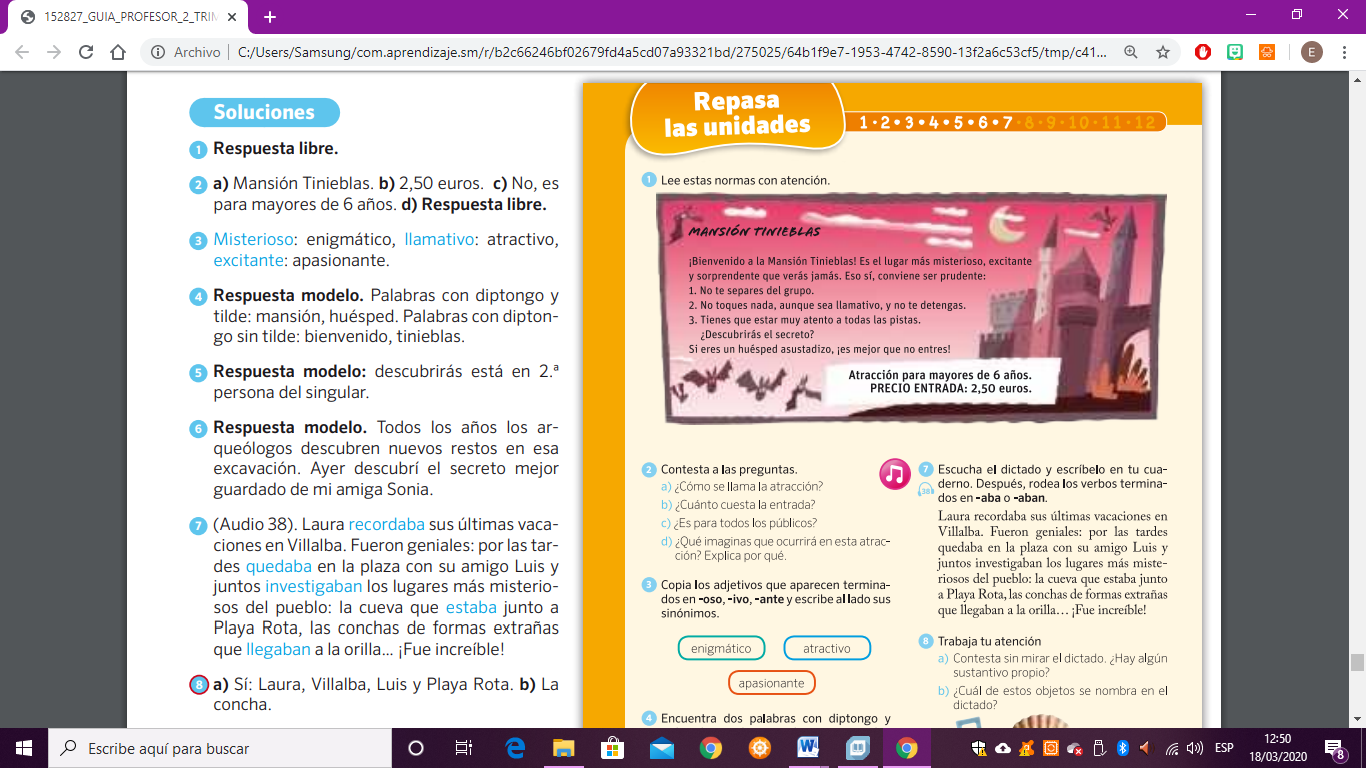 152827_GUIA_PROFESOR_2_TRIM
Archivo
C:/Users/Samsung/com.aprendizaje.sm/r/b2c66246bf02679fd4a5cd07a93321bd/275025/64b1f9e7-1953-4742-8590-13f2a6c53cf5/tmp/c41...
E
Soluciones
1 Respuesta libre.
2 a) Mansión Tinieblas. b) 2,50 euros. c) No, es
para mayores de 6 años. d) Respuesta libre.
3 Misterioso: enigmático, llamativo: atractivo,
excitante: apasionante.
4 Respuesta modelo. Palabras con diptongo y
tilde: mansión, huésped. Palabras con dipton-
go sin tilde: bienvenido, tinieblas.
5 Respuesta modelo: descubrirás está en 2.ª
persona del singular.
6 Respuesta modelo. Todos los años los ar-
queólogos descubren nuevos restos en esa
excavación. Ayer descubrí el secreto mejor
guardado de mi amiga Sonia.
7 (Audio 38). Laura recordaba sus últimas vaca-
ciones en Villalba. Fueron geniales: por las tar-
des quedaba en la plaza con su amigo Luis y
juntos investigaban los lugares más misterio-
sos del pueblo: la cueva que estaba junto a
Playa Rota, las conchas de formas extrañas
que llegaban a la orilla... ¡Fue increíble!
8 a) Sí: Laura, Villalba, Luis y Playa Rota. b) La
concha.
Repasa
las unidades
1 · 2 · 3 · 4 · 5 · 6 · 7 · 8 · 9 · 10 · 11 · 12
1 Lee estas normas con atención.
MANSIÓN TINIEBLAS
¡Bienvenido a la Mansión Tinieblas! Es el lugar más misterioso, excitante
y sorprendente que verás jamás. Eso sí, conviene ser prudente:
1. No te separes del grupo.
2. No toques nada, aunque sea llamativo, y no te detengas.
3. Tienes que estar muy atento a todas las pistas.
¿Descubrirás el secreto?
Si eres un huésped asustadizo, ¡es mejor que no entres!
Atracción para mayores de 6 años.
PRECIO ENTRADA: 2,50 euros.
2 Contesta a las preguntas.
a) ¿Cómo se llama la atracción?
b) ¿Cuánto cuesta la entrada?
c) ¿Es para todos los públicos?
d) ¿Qué imaginas que ocurrirá en esta atrac-
ción? Explica por qué.
3 Copia los adjetivos que aparecen termina-
dos en -oso, -ivo, -ante y escribe al lado sus
sinónimos.
enigmático
atractivo
apasionante
4 Encuentra dos palabras con diptongo y
7 Escucha el dictado y escríbelo en tu cua-
38 derno. Después, rodea los verbos termina-
dos en -aba o -aban.
Laura recordaba sus últimas vacaciones en
Villalba. Fueron geniales: por las tardes
quedaba en la plaza con su amigo Luis y
juntos investigaban los lugares más miste-
riosos del pueblo: la cueva que estaba junto
a Playa Rota, las conchas de formas extrañas
que llegaban a la orilla… ¡Fue increíble!
8 Trabaja tu atención
a) Contesta sin mirar el dictado. ¿Hay algún
sustantivo propio?
b) ¿Cuál de estos objetos se nombra en el
dictado?
Escribe aquí para buscar
ESP
12:50
18/03/2020
8